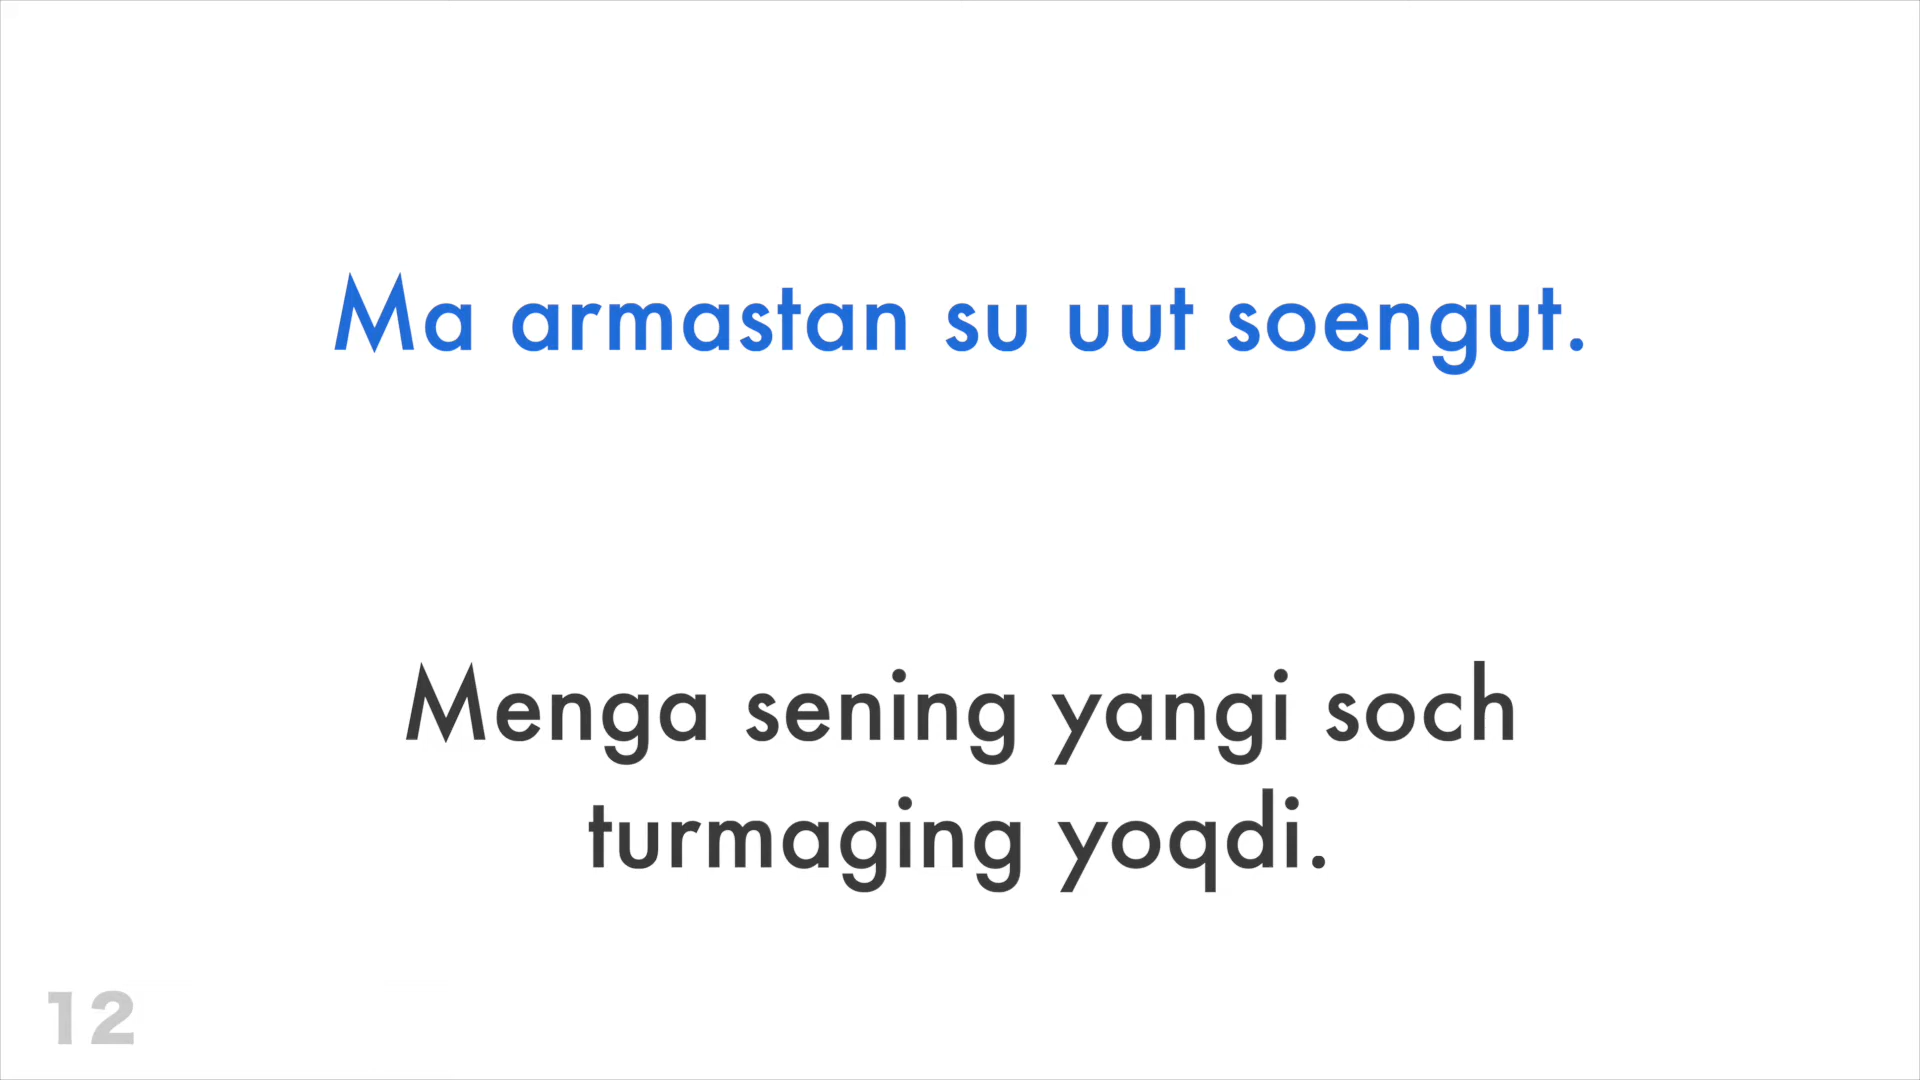 Ma armastan su uut soengut.
Menga sening yangi soch
turmaging yoqdi.
12